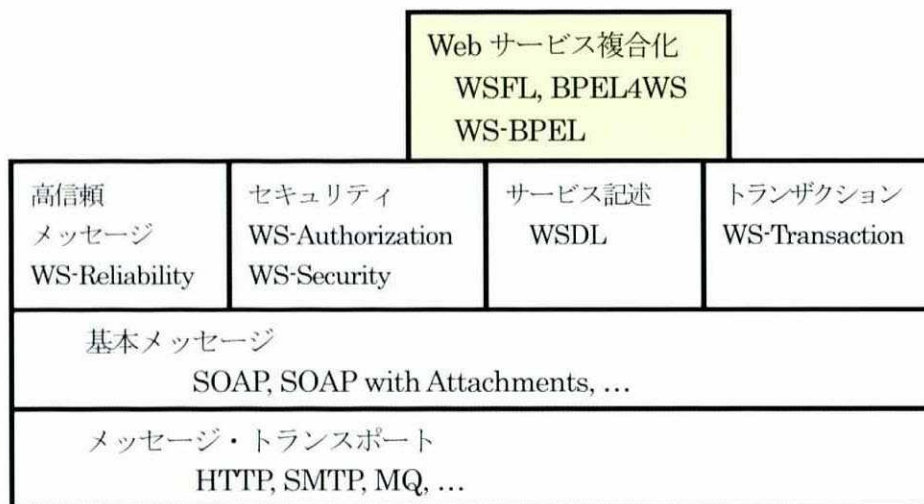 Web サービス複合化
WSFL, BPEL4WS
WS-BPEL
高信頼
メッセージ
WS-Reliability
セキュリティ
WS-Authorization
WS-Security
サービス記述
WSDL
トランザクション
WS-Transaction
基本メッセージ
SOAP, SOAP with Attachments, …
メッセージ・トランスポート
HTTP, SMTP, MQ, …